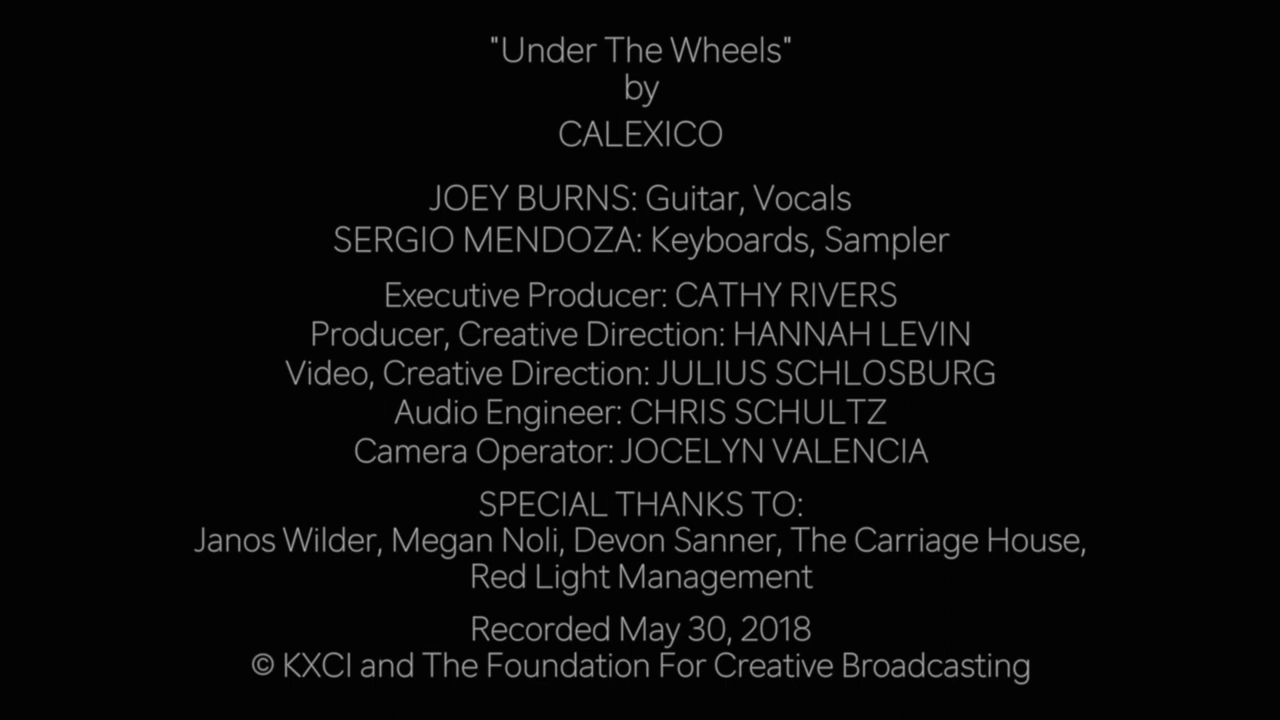 "Under The Wheels"
by
CALEXICO
JOEY BURNS: Guitar, Vocals
SERGIO MENDOZA: Keyboards, Sampler
Executive Producer: CATHY RIVERS
Producer, Creative Direction: HANNAH LEVIN
Video, Creative Direction: JULIUS SCHLOSBURG
Audio Engineer: CHRIS SCHULTZ
Camera Operator: JOCELYN VALENCIA
SPECIAL THANKS TO:
Janos Wilder, Megan Noli, Devon Sanner, The Carriage House,
Red Light Management
Recorded May 30, 2018
© KXCI and The Foundation For Creative Broadcasting